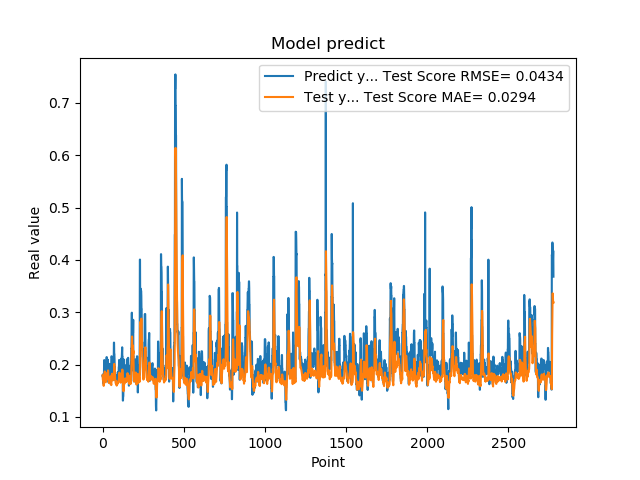 Model predict
Predict y... Test Score RMSE= 0.0434
Test y... Test Score MAE= 0.0294
Real value
0.7
0.6
0.5
0.4
0.3
0.2
0.1
0
500
1000
1500
2000
2500
Point